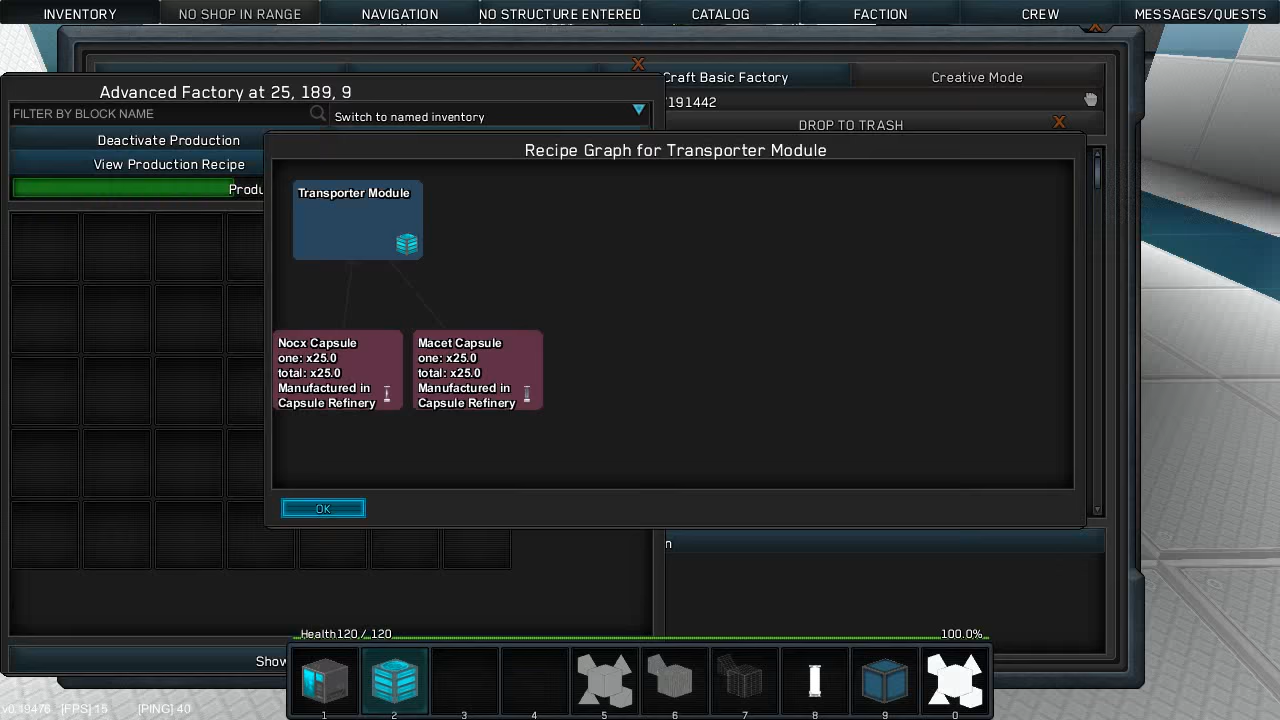 INVENTORY NO SHOP IN RANGE NAVIGATION NO STRUCTURE ENTERED CATALOG FACTION CREW MESSAGES/QUESTS
X
X
Craft Basic Factory Creative Mode
Advanced Factory at 25, 189, 9
191442
FILTER BY BLOCK NAME Switch to named inventory
DROP TO TRASH X
Deactivate Production
Recipe Graph for Transporter Module
View Production Recipe
Produ
Transporter Module
Nocx Capsule
one: x25.0
total: x25.0
Manufactured in
Capsule Refinery
Macet Capsule
one: x25.0
total: x25.0
Manufactured in
Capsule Refinery
OK
n
Health 120 / 120 100.0%
Show
1 2 3 4 5 6 7 8 9 0
v0.19476 [FPS] 15 [PING] 40